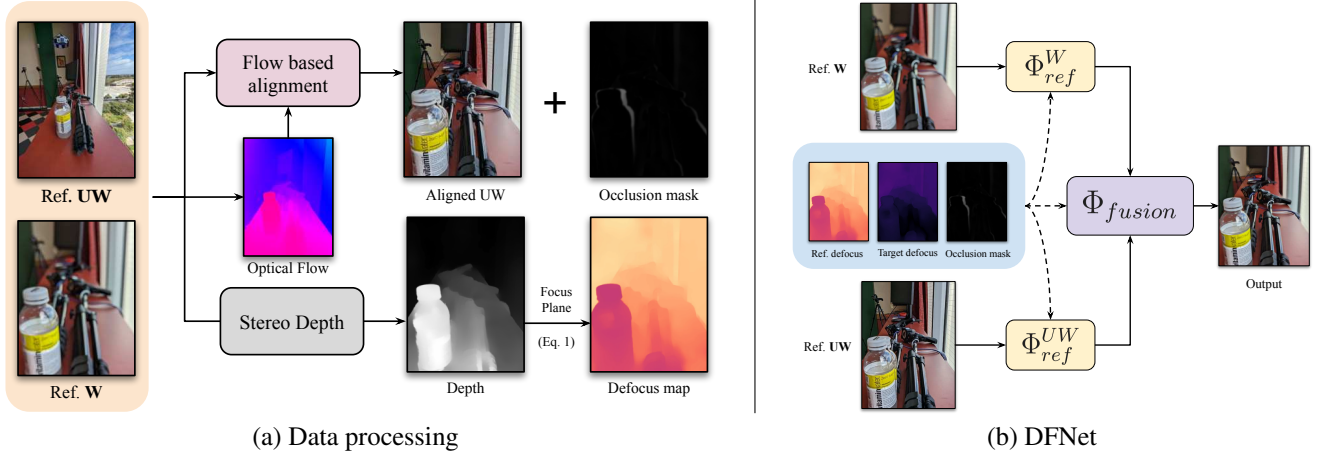 Ref. UW
Ref. W
Flow based
alignment
Optical Flow
Stereo Depth
Aligned UW
+
Occlusion mask
Depth
Focus
Plane
(Eq. 1)
Defocus map
(a) Data processing
Ref. W
Φ^W_ref
Ref. defocus
Target defocus
Occlusion mask
Φ_fusion
Output
Ref. UW
Φ^UW_ref
(b) DFNet